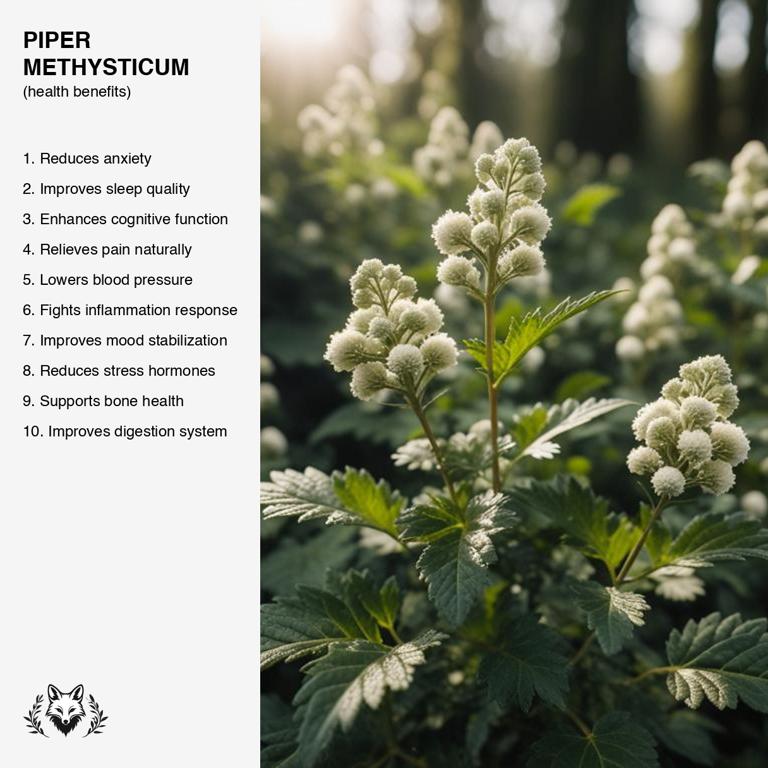 PIPER
METHYSTICUM
(health benefits)
1. Reduces anxiety
2. Improves sleep quality
3. Enhances cognitive function
4. Relieves pain naturally
5. Lowers blood pressure
6. Fights inflammation response
7. Improves mood stabilization
8. Reduces stress hormones
9. Supports bone health
10. Improves digestion system